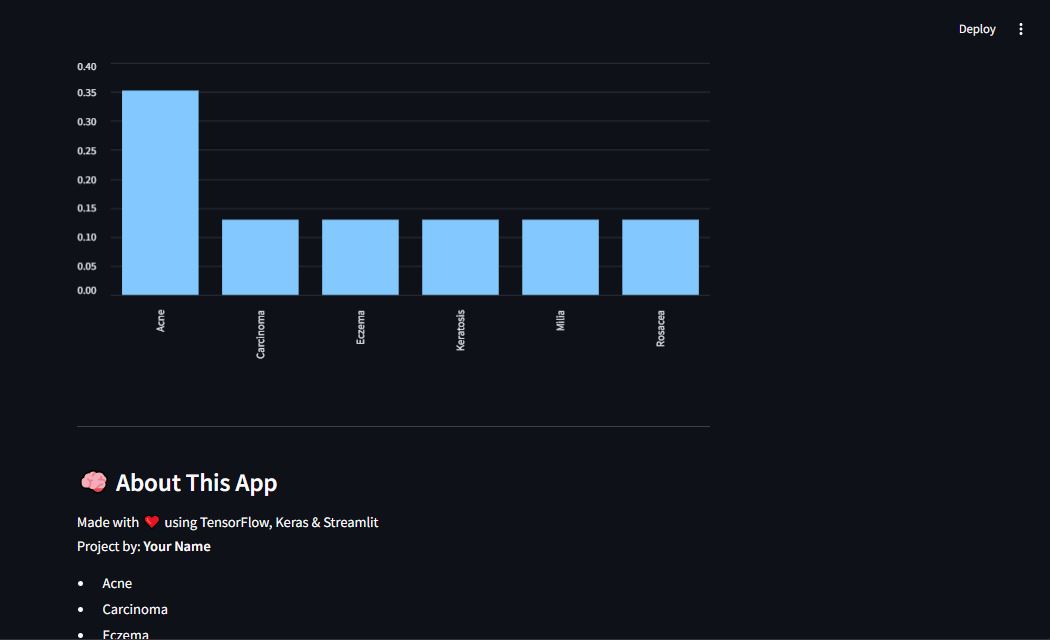 Deploy
0.40
0.35
0.30
0.25
0.20
0.15
0.10
0.05
0.00
Acne
Carcinoma
Eczema
Keratosis
Milia
Rosacea
About This App
Made with ❤️ using TensorFlow, Keras & Streamlit
Project by: Your Name
• Acne
• Carcinoma
• Eczema